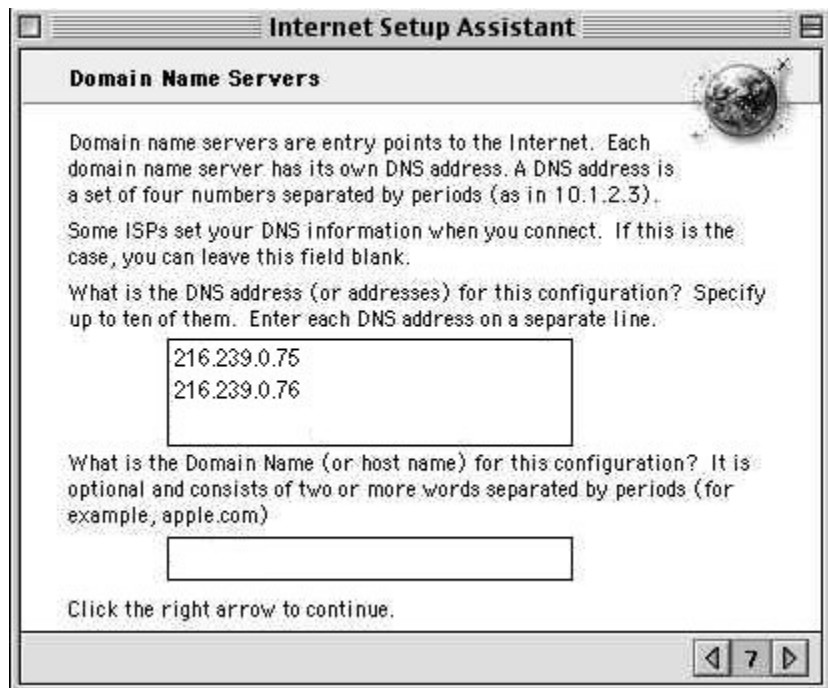 Internet Setup Assistant
Domain Name Servers
Domain name servers are entry points to the Internet. Each
domain name server has its own DNS address. A DNS address is
a set of four numbers separated by periods (as in 10.1.2.3).
Some ISPs set your DNS information when you connect. If this is the
case, you can leave this field blank.
What is the DNS address (or addresses) for this configuration? Specify
up to ten of them. Enter each DNS address on a separate line.
216.239.0.75
216.239.0.76
What is the Domain Name (or host name) for this configuration? It is
optional and consists of two or more words separated by periods (for
example, apple.com)
Click the right arrow to continue.
7